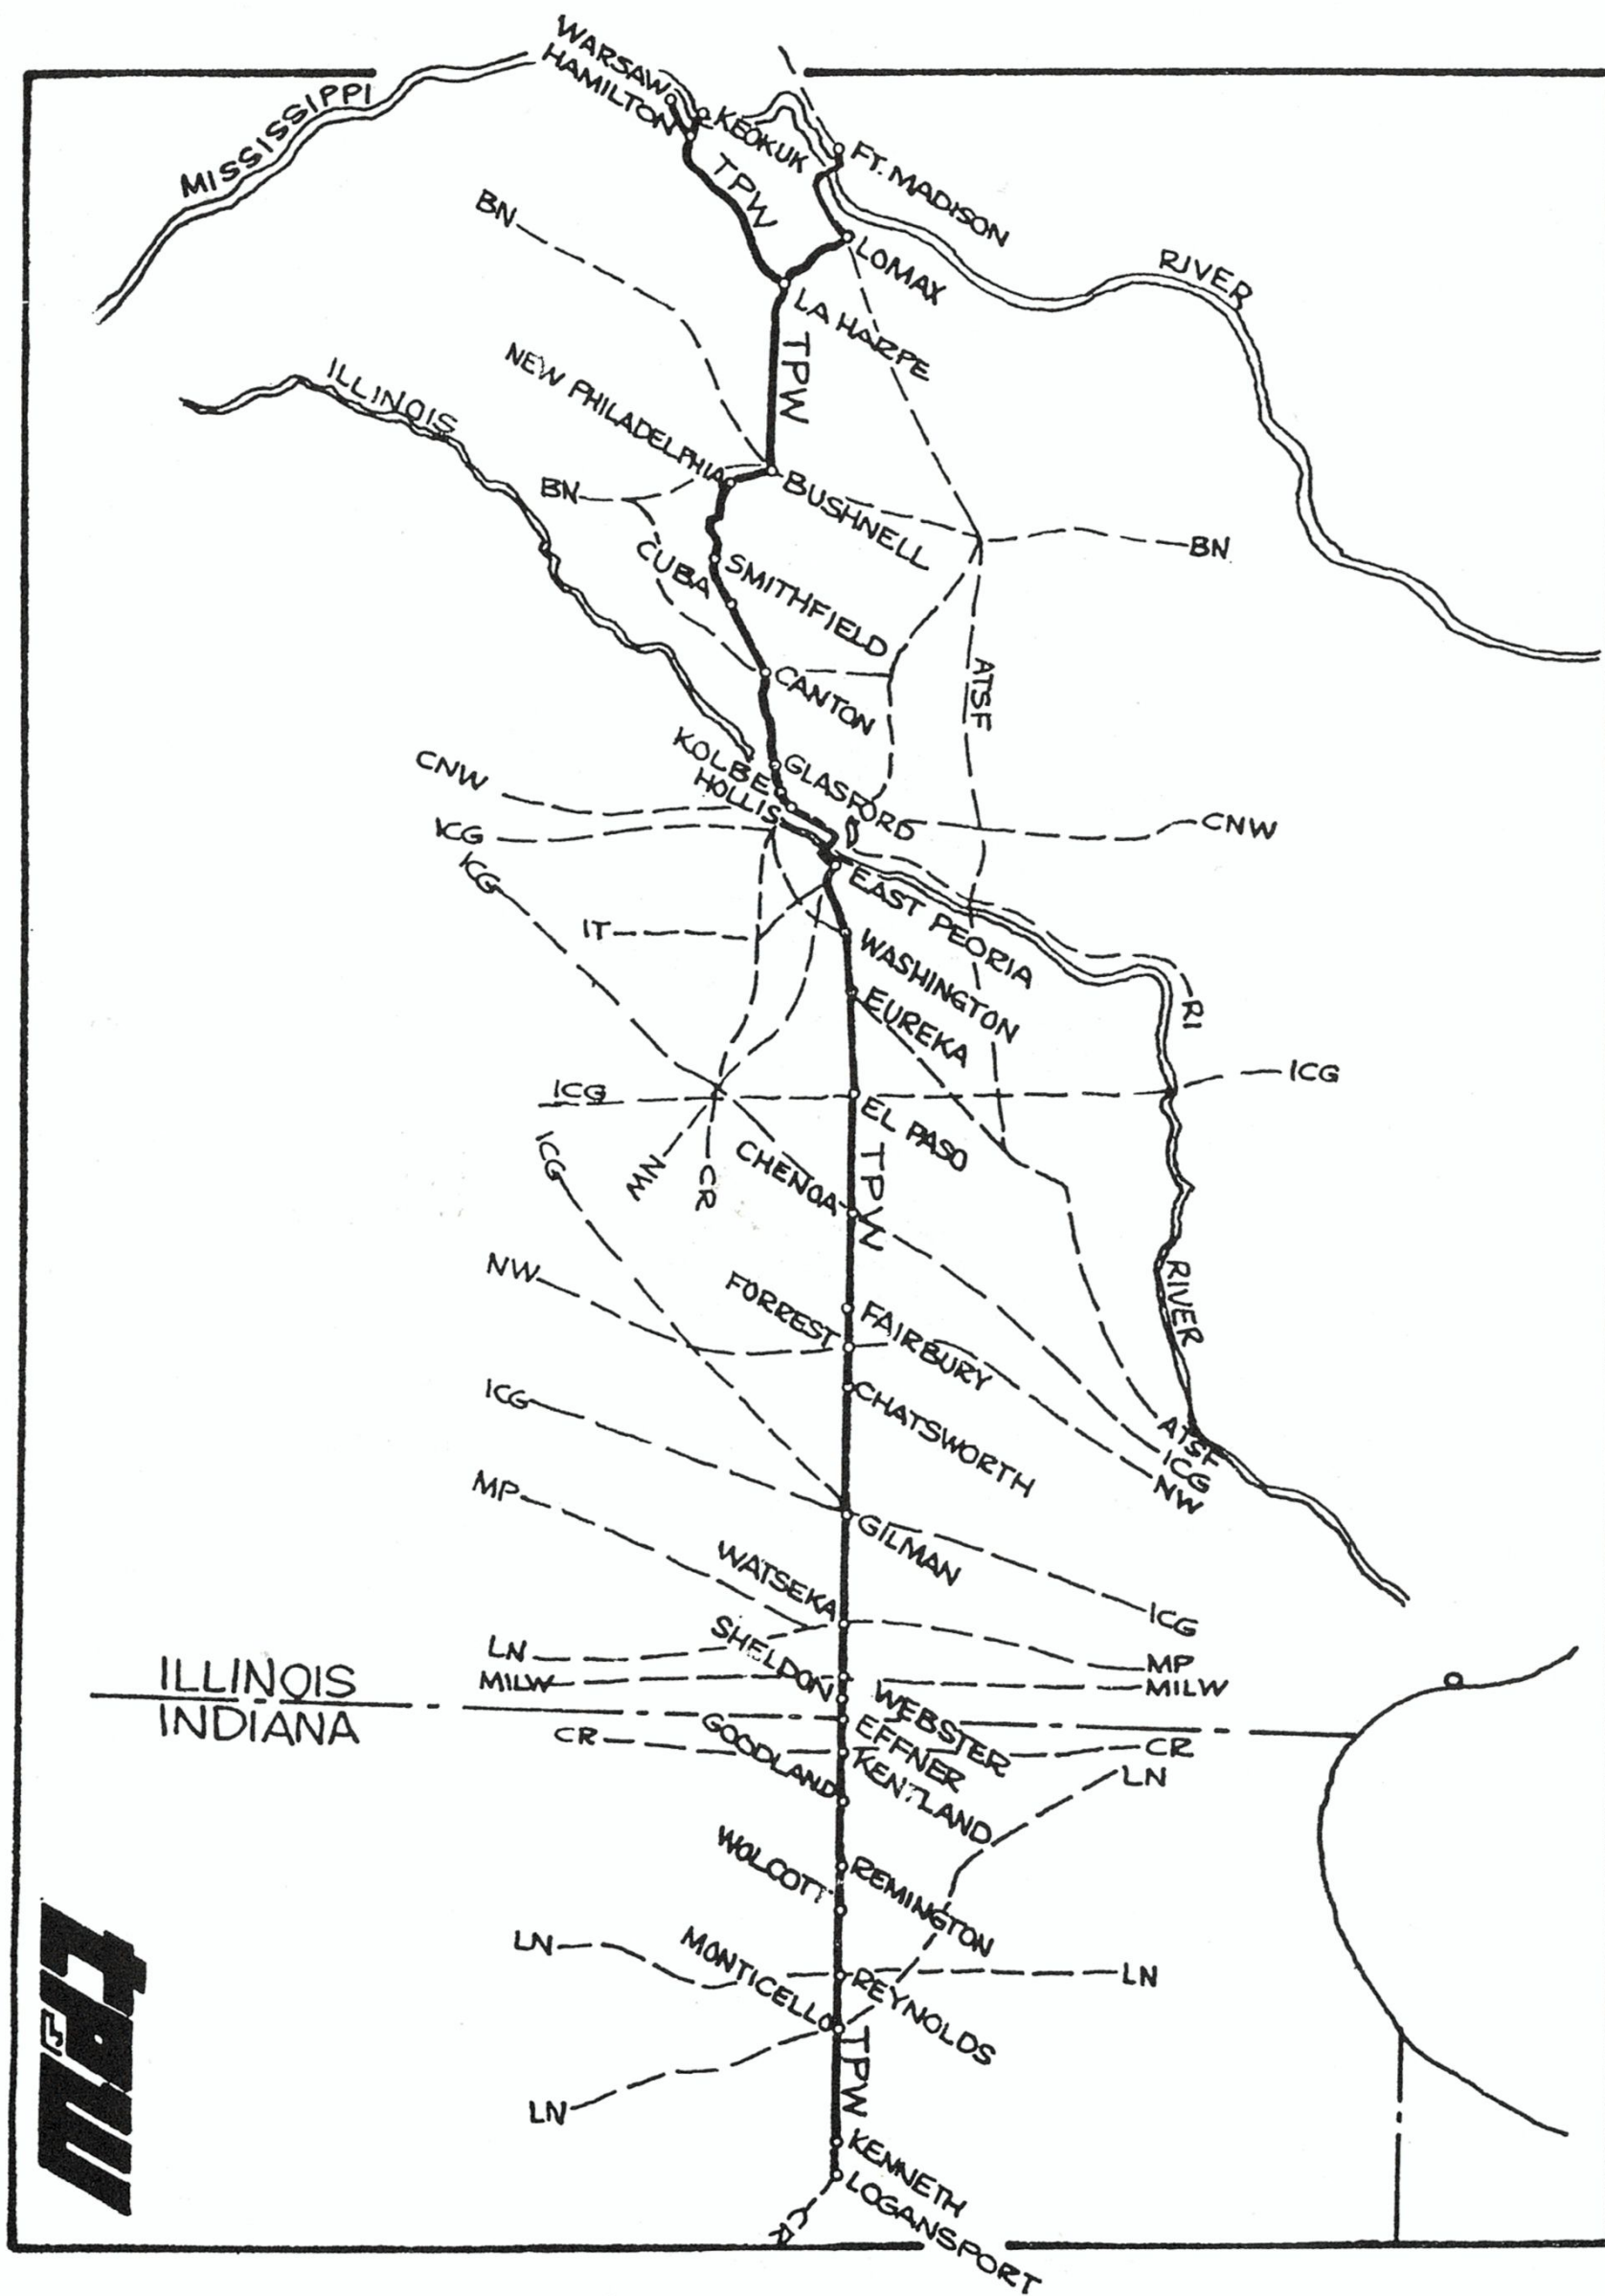 WARSAW
HAMILTON
KEOKUK
FT. MADISON
MISSISSIPPI
TPW
BN
LOMAX
RIVER
LA HARPE
TPW
NEW PHILADELPHIA
ILLINOIS
BN
BUSHNELL
BN
CUBA
SMITHFIELD
ATSF
CANTON
KOLBE
GLASFORD
HOLLIS
CNW
CNW
ICG
ICG
EAST PEORIA
IT
WASHINGTON
RI
EUREKA
ICG
ICG
EL PASO
ICG
NW
CR
CHENOA
TPW
NW
FORREST
FAIRBURY
RIVER
ICG
CHATSWORTH
ATSF
ICG
NW
MP
GILMAN
WATSEKA
ICG
LN
SHELDON
MP
MILW
MILW
ILLINOIS
INDIANA
WEBSTER
EFFNER
CR
GOODLAND
KENTLAND
CR
LN
WOLCOTT
REMINGTON
LN
MONTICELLO
REYNOLDS
LN
TPW
LN
KENNETH
LOGANSPORT
CR
tp&w